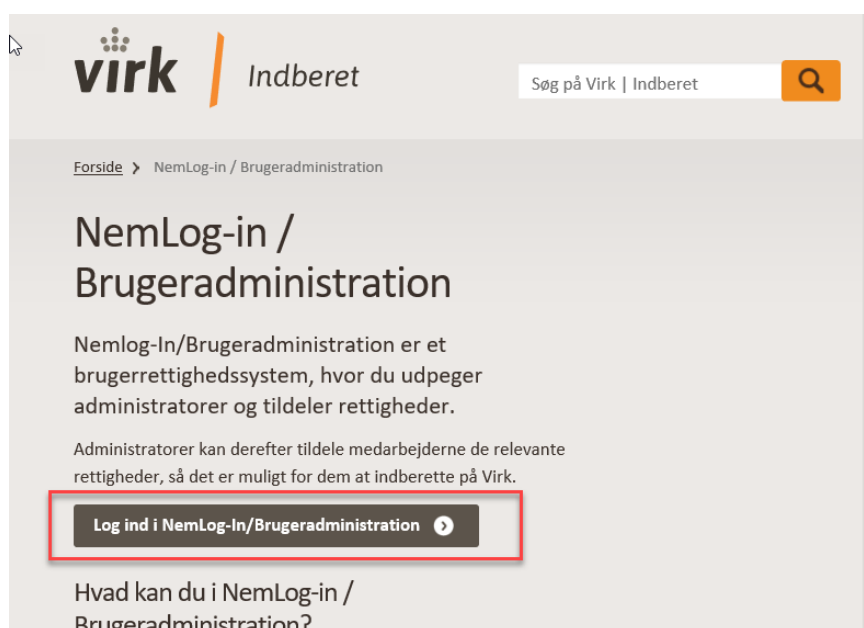 virk Indberet
Søg på Virk | Indberet
Forside NemLog-in / Brugeradministration
NemLog-in /
Brugeradministration
Nemlog-In/Brugeradministration er et
brugerrettighedssystem, hvor du udpeger
administratorer og tildeler rettigheder.
Administratorer kan derefter tildele medarbejderne de relevante
rettigheder, så det er muligt for dem at indberette på Virk.
Log ind i NemLog-In/Brugeradministration
Hvad kan du i NemLog-in /
Brugeradministration?